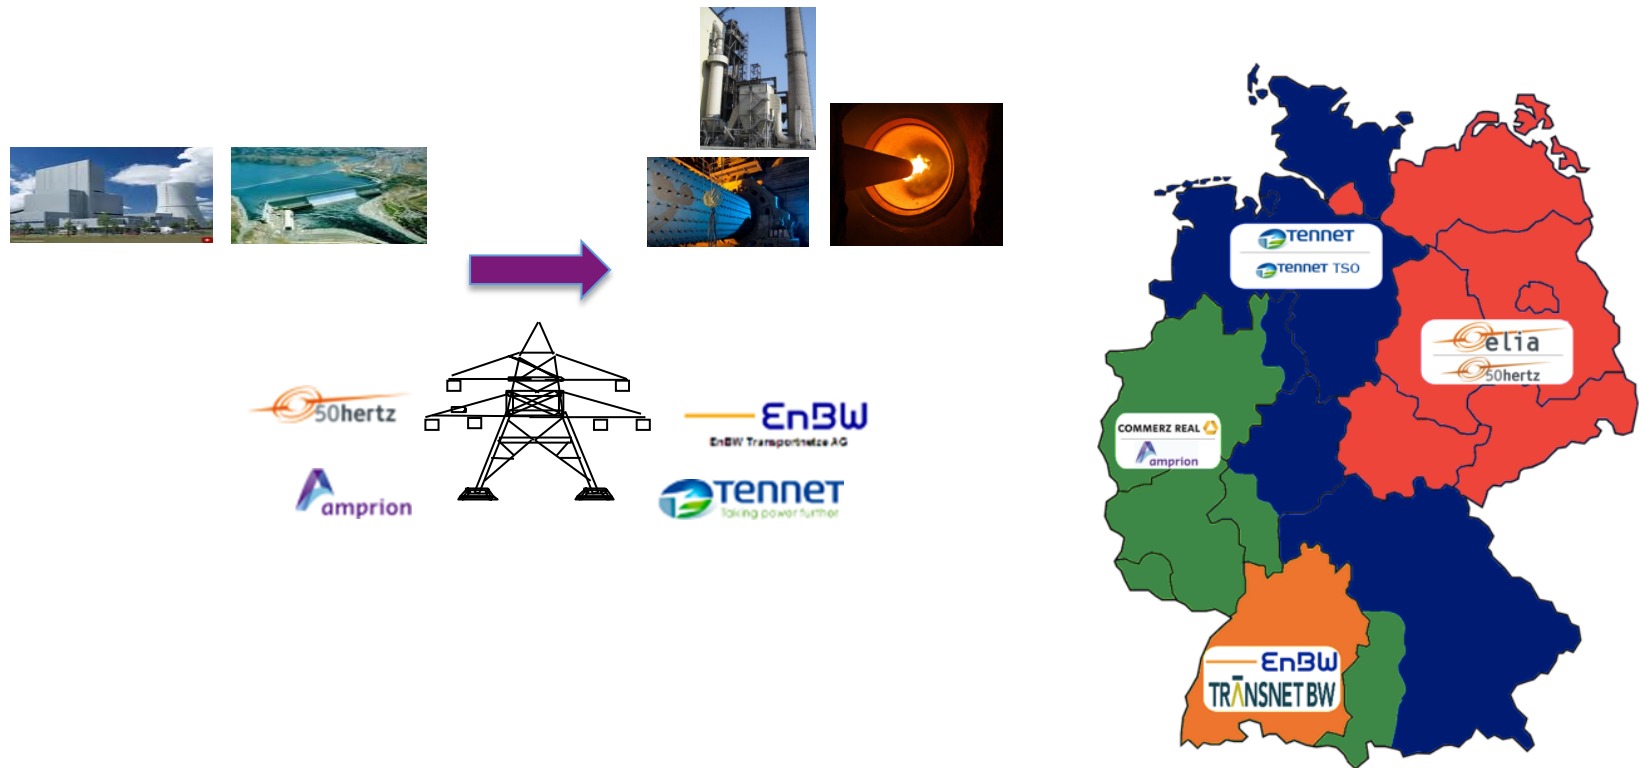 50hertz
amprion
EnBW
EnBW Transportnetze AG
TENNET
Taking power further
TENNET
TENNET TSO
elia
50hertz
COMMERZ REAL
amprion
EnBW
TRANSNET BW